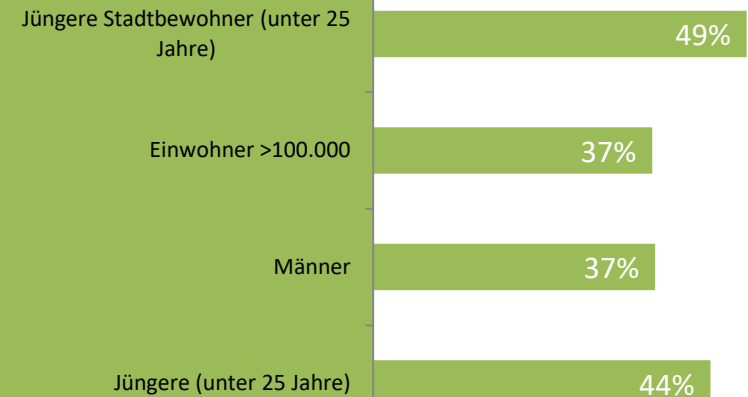 Jüngere Stadtbewohner (unter 25
Jahre)
49%
Einwohner >100.000
37%
Männer
37%
Jüngere (unter 25 Jahre)
44%